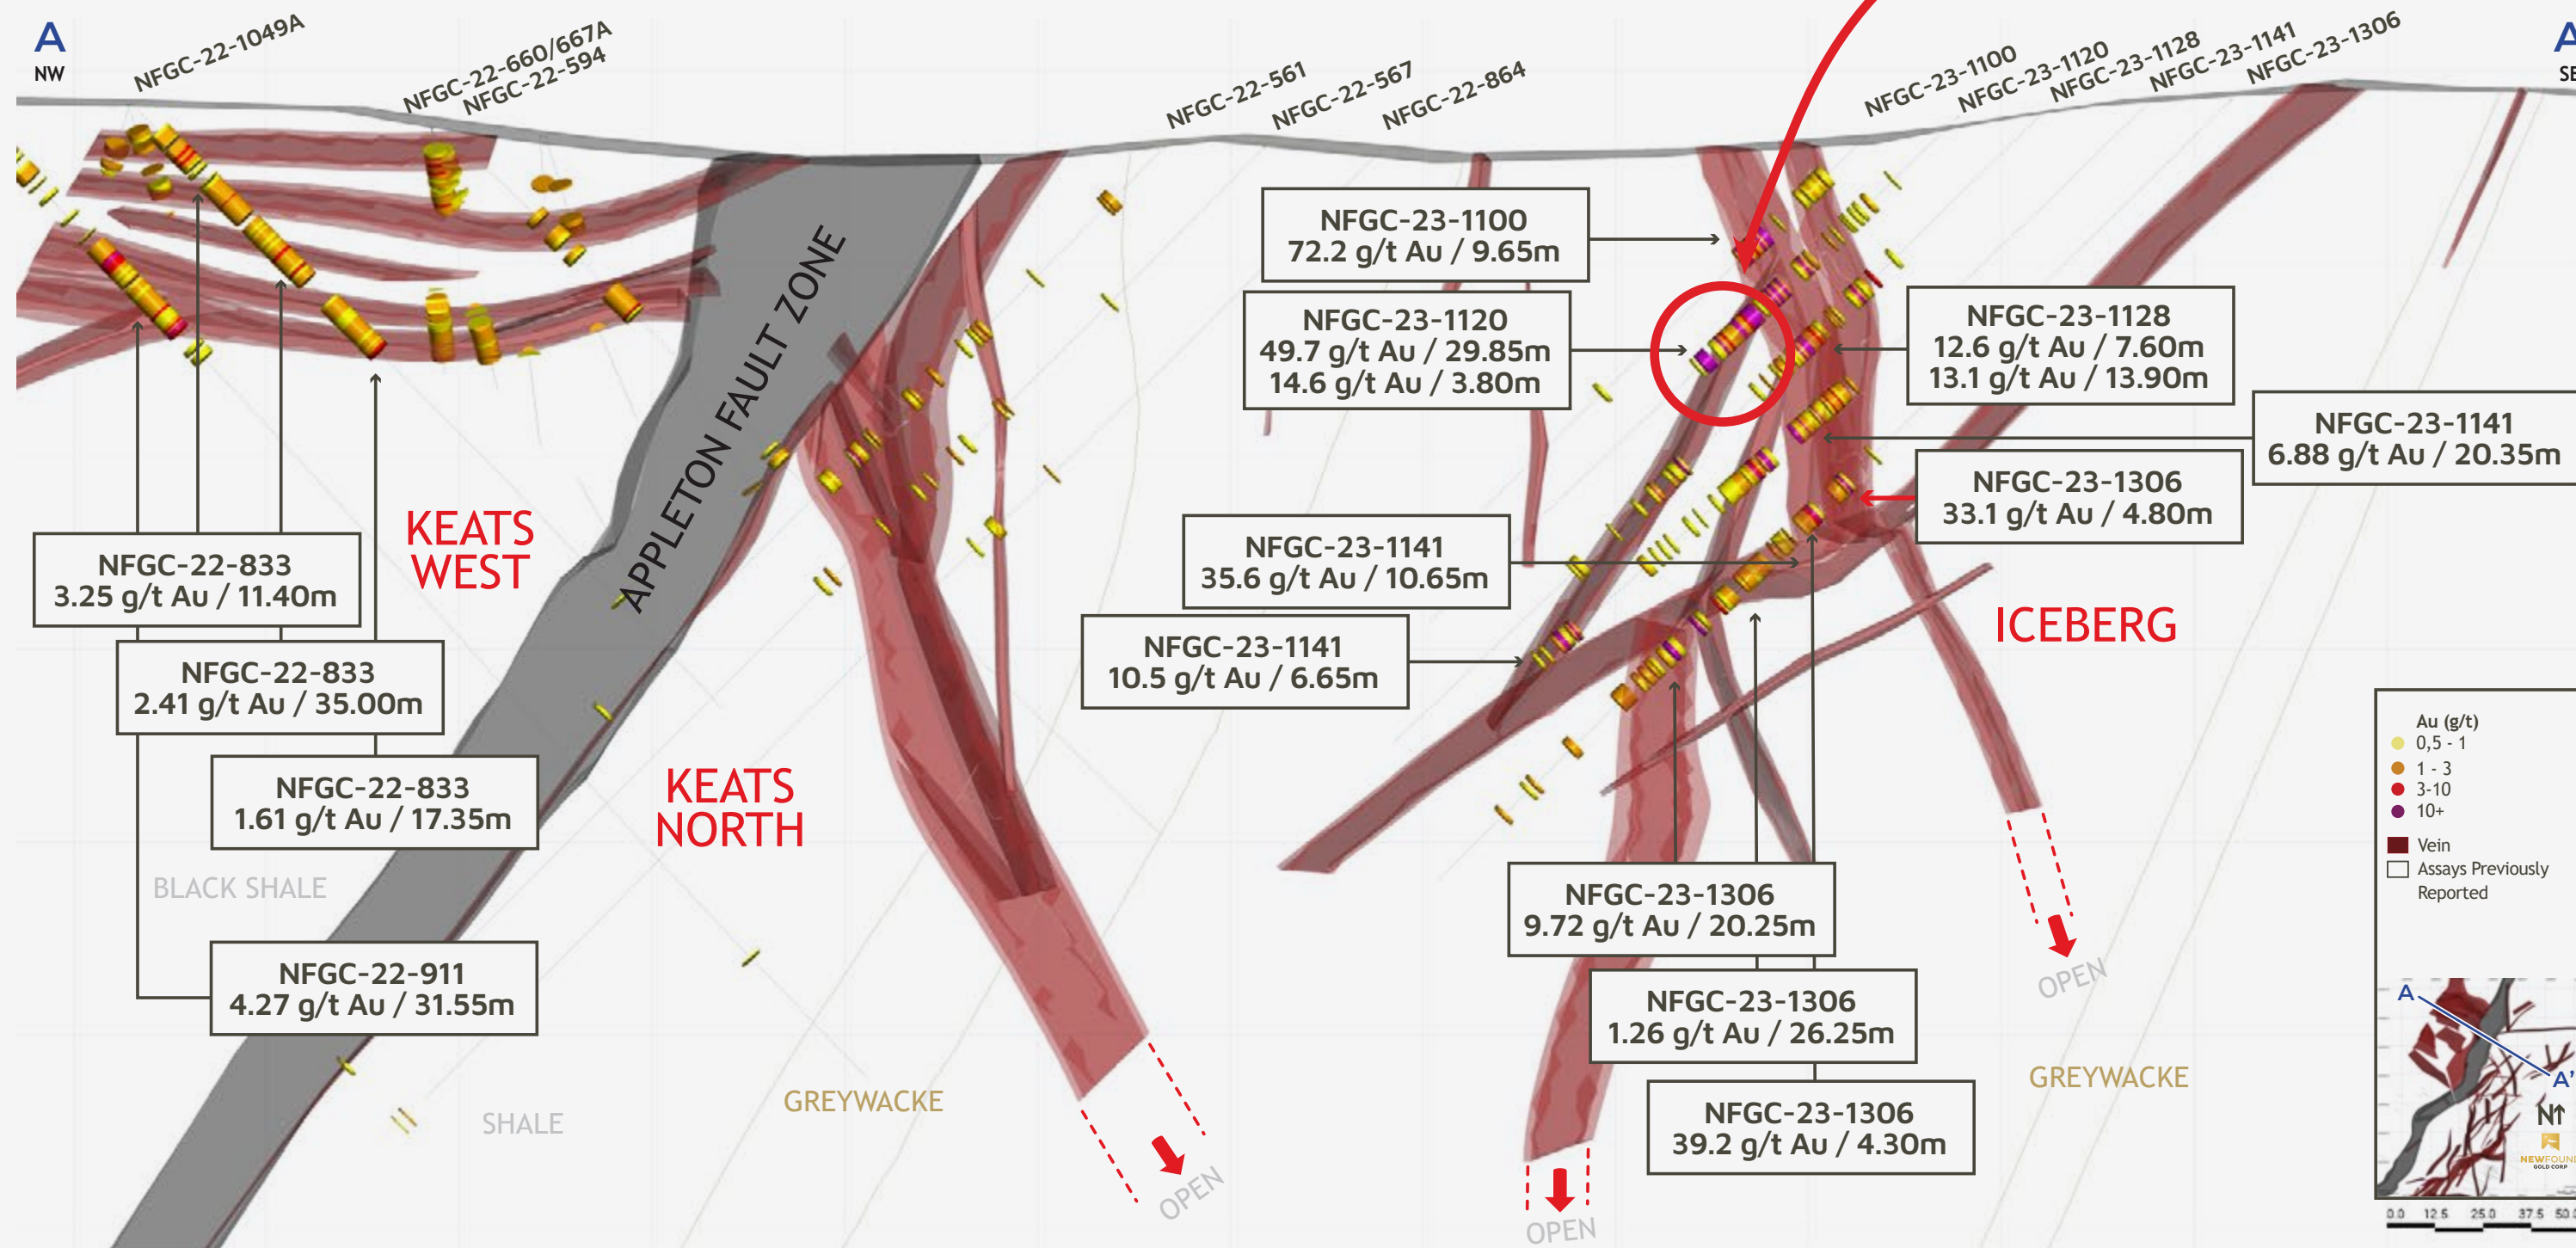 A
NW
NFGC-22-1049A
NFGC-22-660/667A
NFGC-22-594
NFGC-22-561
NFGC-22-567
NFGC-22-864
NFGC-23-1100
NFGC-23-1120
NFGC-23-1128
NFGC-23-1141
NFGC-23-1306
A
SE
NFGC-23-1100
72.2 g/t Au / 9.65m
NFGC-23-1120
49.7 g/t Au / 29.85m
14.6 g/t Au / 3.80m
NFGC-23-1128
12.6 g/t Au / 7.60m
13.1 g/t Au / 13.90m
NFGC-23-1141
6.88 g/t Au / 20.35m
NFGC-23-1306
33.1 g/t Au / 4.80m
APPLETON FAULT ZONE
KEATS
WEST
NFGC-22-833
3.25 g/t Au / 11.40m
NFGC-22-833
2.41 g/t Au / 35.00m
NFGC-22-833
1.61 g/t Au / 17.35m
NFGC-22-911
4.27 g/t Au / 31.55m
BLACK SHALE
SHALE
KEATS
NORTH
GREYWACKE
OPEN
NFGC-23-1141
35.6 g/t Au / 10.65m
NFGC-23-1141
10.5 g/t Au / 6.65m
ICEBERG
NFGC-23-1306
9.72 g/t Au / 20.25m
NFGC-23-1306
1.26 g/t Au / 26.25m
NFGC-23-1306
39.2 g/t Au / 4.30m
OPEN
OPEN
GREYWACKE
Au (g/t)
0,5 - 1
1 - 3
3-10
10+
Vein
Assays Previously
Reported
A
A'
N↑
NEWFOUN
GOLD CORP
0.0 12.5 25.0 37.5 50.0